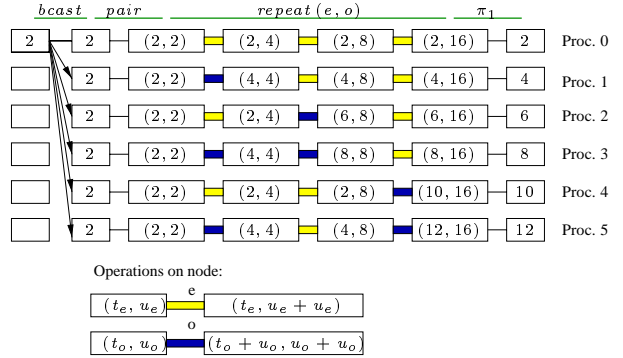 bcast pair repeat (e, o) π1
2 2 (2, 2) (2, 4) (2, 8) (2, 16) 2 Proc. 0
2 (2, 2) (4, 4) (4, 8) (4, 16) 4 Proc. 1
2 (2, 2) (2, 4) (6, 8) (6, 16) 6 Proc. 2
2 (2, 2) (4, 4) (8, 8) (8, 16) 8 Proc. 3
2 (2, 2) (2, 4) (2, 8) (10, 16) 10 Proc. 4
2 (2, 2) (4, 4) (4, 8) (12, 16) 12 Proc. 5
Operations on node:
e
(te, ue) (te, ue + ue)
o
(to, uo) (to + uo, uo + uo)